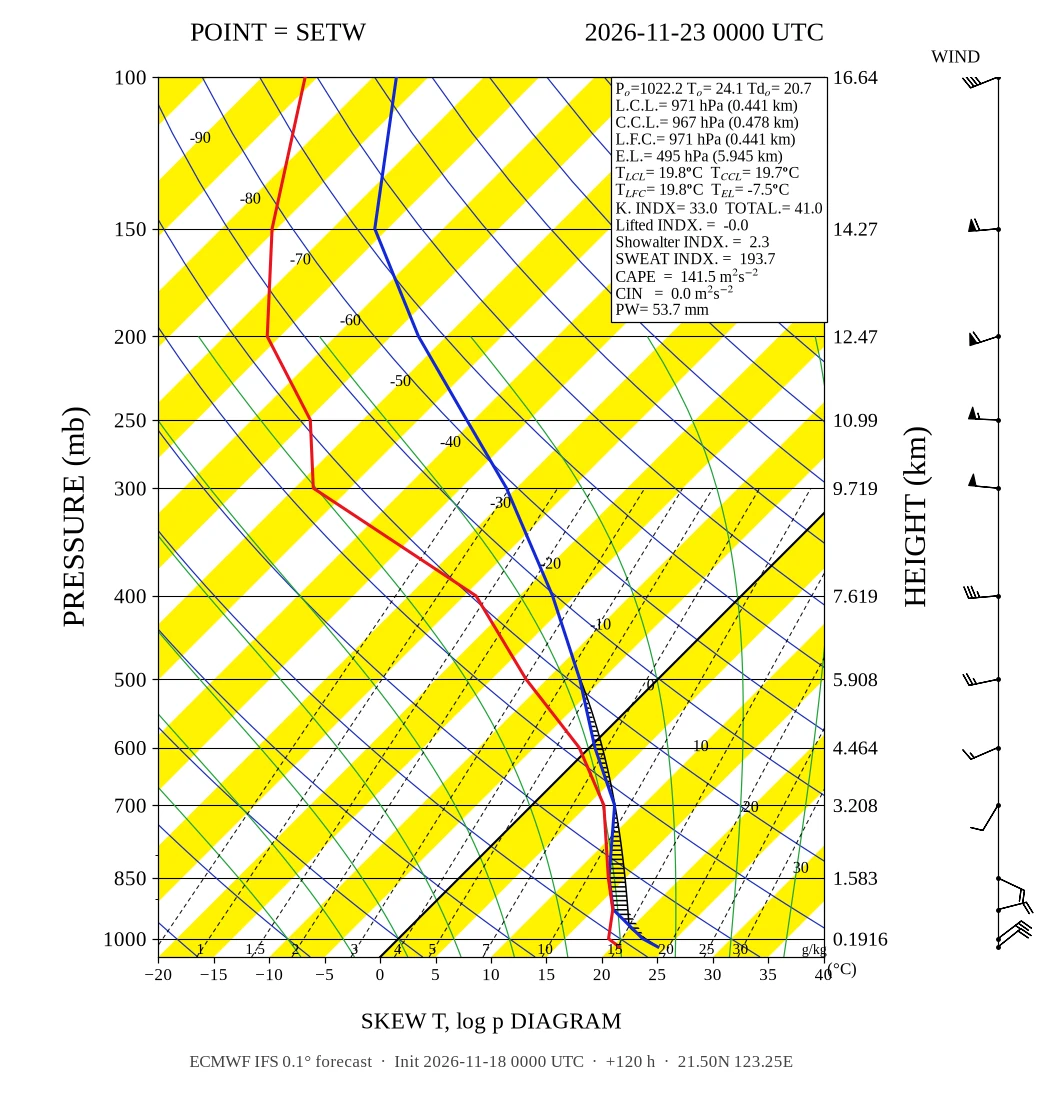 POINT = SETW
2026-11-23 0000 UTC
WIND
100
16.64
Pₒ=1022.2 Tₒ= 24.1 Tdₒ= 20.7
L.C.L.= 971 hPa (0.441 km)
C.C.L.= 967 hPa (0.478 km)
L.F.C.= 971 hPa (0.441 km)
E.L.= 495 hPa (5.945 km)
T_LCL= 19.8°C T_CCL= 19.7°C
T_LFC= 19.8°C T_EL= -7.5°C
K. INDX= 33.0 TOTAL.= 41.0
Lifted INDX. = -0.0
Showalter INDX. = 2.3
SWEAT INDX. = 193.7
CAPE = 141.5 m²s⁻²
CIN = 0.0 m²s⁻²
PW= 53.7 mm
-90
-80
150
14.27
-70
-60
200
12.47
-50
250
10.99
-40
300
9.719
-30
PRESSURE (mb)
HEIGHT (km)
-20
400
7.619
-10
500
5.908
0
600
4.464
10
700
3.208
20
850
1.583
30
1000
0.1916
1 1.5 2 3 4 5 7 10 15 20 25 30 g/kg
−20 −15 −10 −5 0 5 10 15 20 25 30 35 40 (°C)
SKEW T, log p DIAGRAM
ECMWF IFS 0.1° forecast · Init 2026-11-18 0000 UTC · +120 h · 21.50N 123.25E